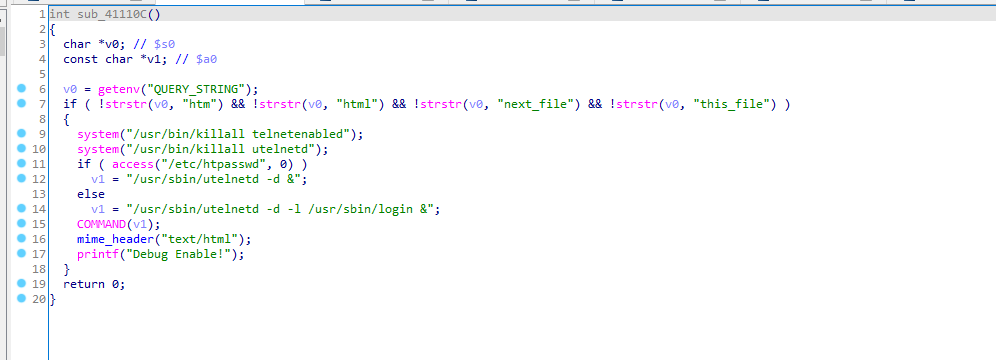 1 int sub_41110C()
2 {
3   char *v0; // $s0
4   const char *v1; // $a0
5
6   v0 = getenv("QUERY_STRING");
7   if ( !strstr(v0, "htm") && !strstr(v0, "html") && !strstr(v0, "next_file") && !strstr(v0, "this_file") )
8   {
9     system("/usr/bin/killall telnetenabled");
10     system("/usr/bin/killall utelnetd");
11     if ( access("/etc/htpasswd", 0) )
12       v1 = "/usr/sbin/utelnetd -d &";
13     else
14       v1 = "/usr/sbin/utelnetd -d -l /usr/sbin/login &";
15     COMMAND(v1);
16     mime_header("text/html");
17     printf("Debug Enable!");
18   }
19   return 0;
20 }